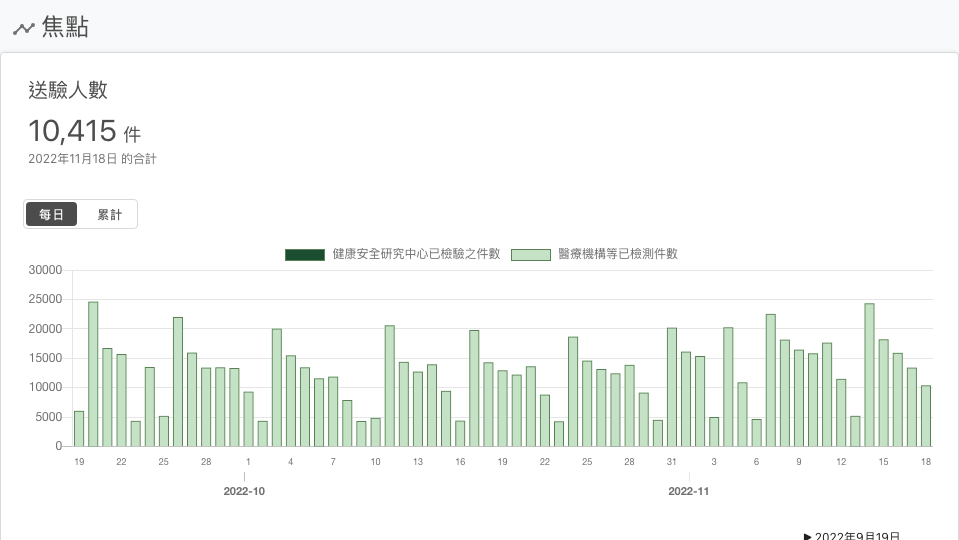 焦點
送驗人數
10,415 件
2022年11月18日 的合計
每日 累計
健康安全研究中心已檢驗之件數 醫療機構等已檢測件數
30000
25000
20000
15000
10000
5000
0
19 22 25 28 1 4 7 10 13 16 19 22 25 28 31 3 6 9 12 15 18
2022-10 2022-11
▶ 2022年9月19日